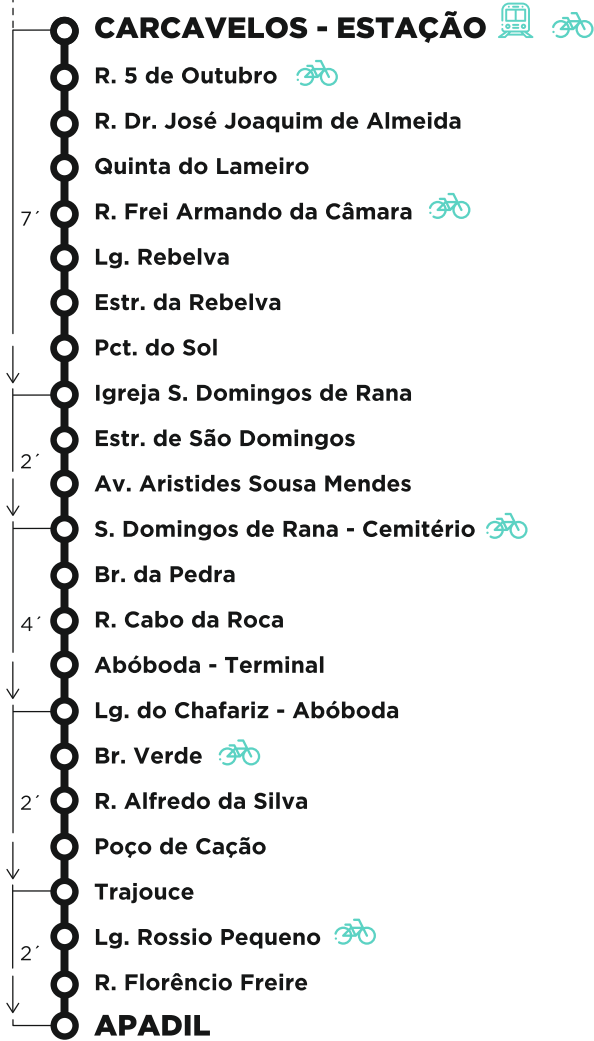 CARCAVELOS - ESTAÇÃO
R. 5 de Outubro
R. Dr. José Joaquim de Almeida
Quinta do Lameiro
7´ R. Frei Armando da Câmara
Lg. Rebelva
Estr. da Rebelva
Pct. do Sol
Igreja S. Domingos de Rana
Estr. de São Domingos
2´
Av. Aristides Sousa Mendes
S. Domingos de Rana - Cemitério
Br. da Pedra
4´ R. Cabo da Roca
Abóboda - Terminal
Lg. do Chafariz - Abóboda
Br. Verde
2´ R. Alfredo da Silva
Poço de Cação
Trajouce
Lg. Rossio Pequeno
2´
R. Florêncio Freire
APADIL